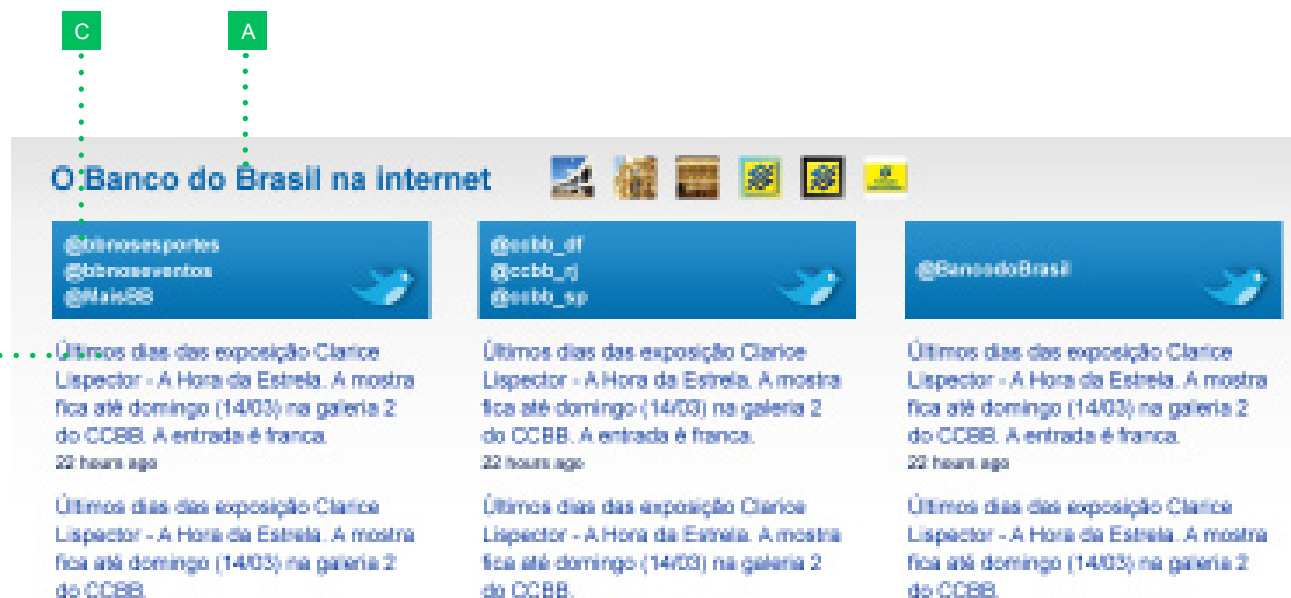 C A
O Banco do Brasil na internet
@bbnosesportes
@bbnoseventos
@MaisBB
@ccbb_df
@ccbb_rj
@ccbb_sp
@BancodoBrasil
Últimos dias das exposição Clarice
Lispector - A Hora da Estrela. A mostra
fica até domingo (14/03) na galeria 2
do CCBB. A entrada é franca.
22 hours ago
Últimos dias das exposição Clarice
Lispector - A Hora da Estrela. A mostra
fica até domingo (14/03) na galeria 2
do CCBB.
Últimos dias das exposição Clarice
Lispector - A Hora da Estrela. A mostra
fica até domingo (14/03) na galeria 2
do CCBB. A entrada é franca.
22 hours ago
Últimos dias das exposição Clarice
Lispector - A Hora da Estrela. A mostra
fica até domingo (14/03) na galeria 2
do CCBB.
Últimos dias das exposição Clarice
Lispector - A Hora da Estrela. A mostra
fica até domingo (14/03) na galeria 2
do CCBB. A entrada é franca.
22 hours ago
Últimos dias das exposição Clarice
Lispector - A Hora da Estrela. A mostra
fica até domingo (14/03) na galeria 2
do CCBB.